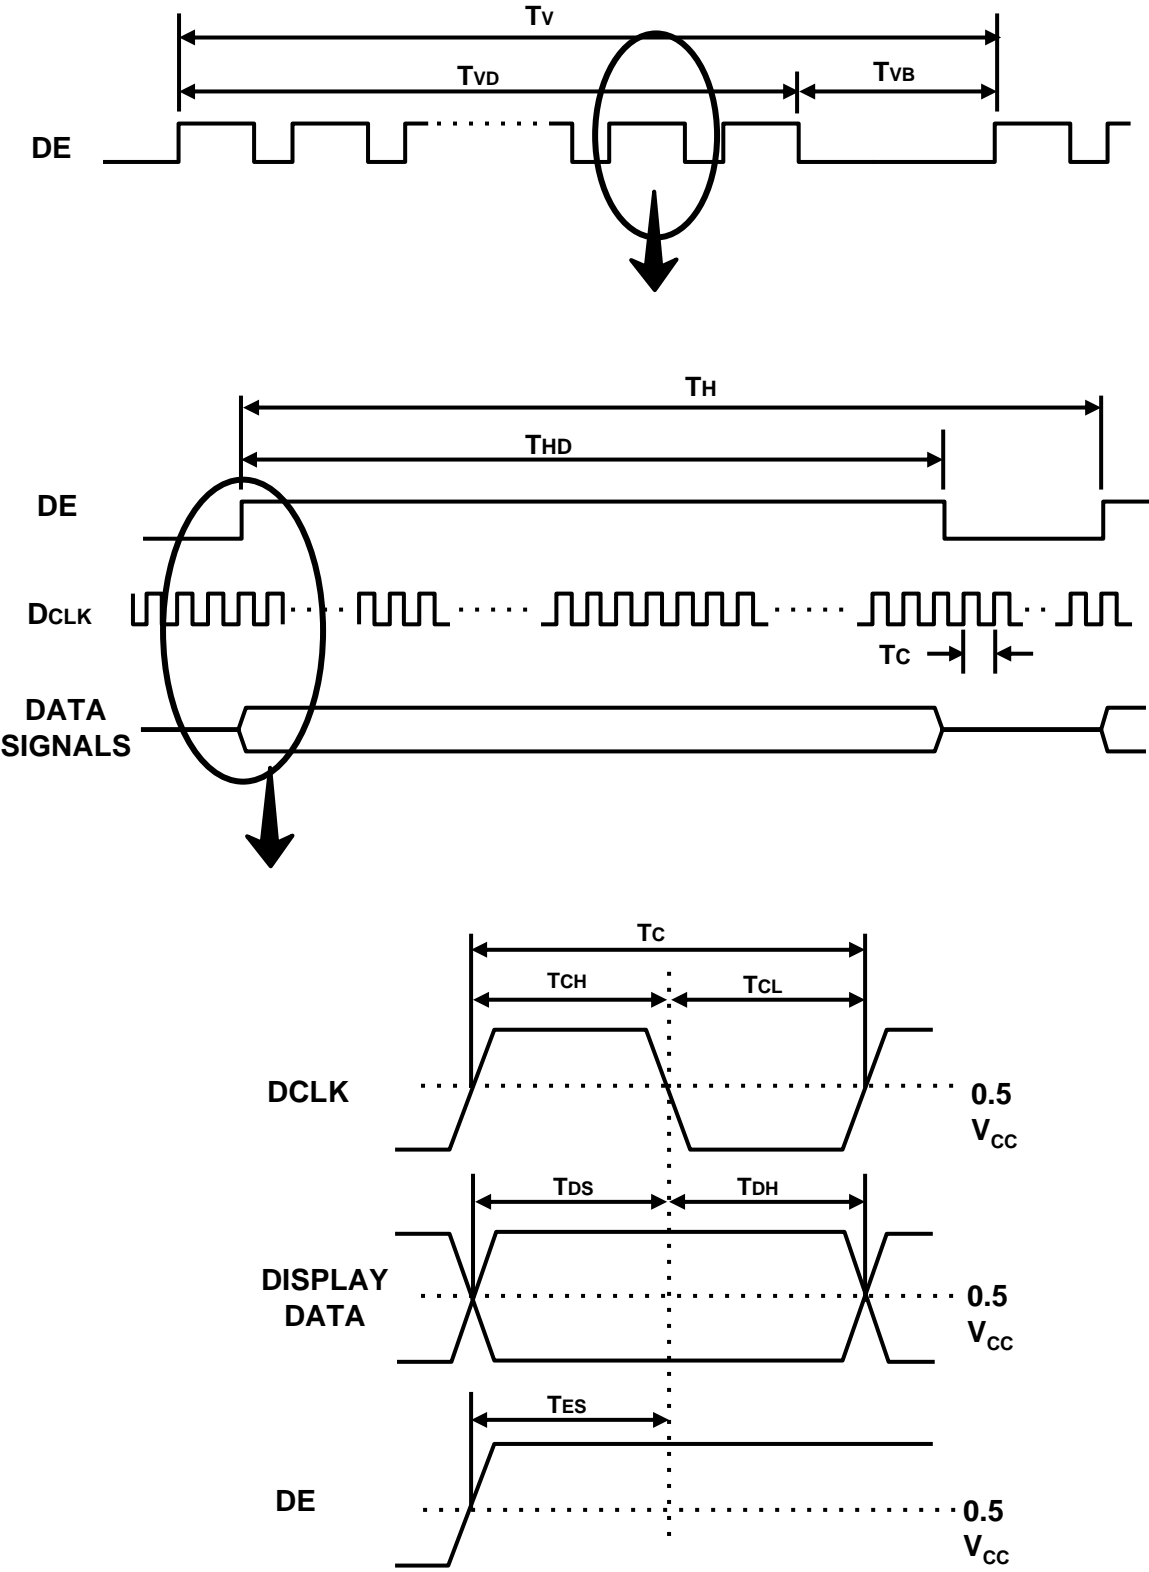 TV
TVD
TVB
DE
TH
THD
DE
DCLK
TC
DATA
SIGNALS
TC
TCH
TCL
DCLK
0.5
VCC
TDS
TDH
DISPLAY
DATA
0.5
VCC
TES
DE
0.5
VCC